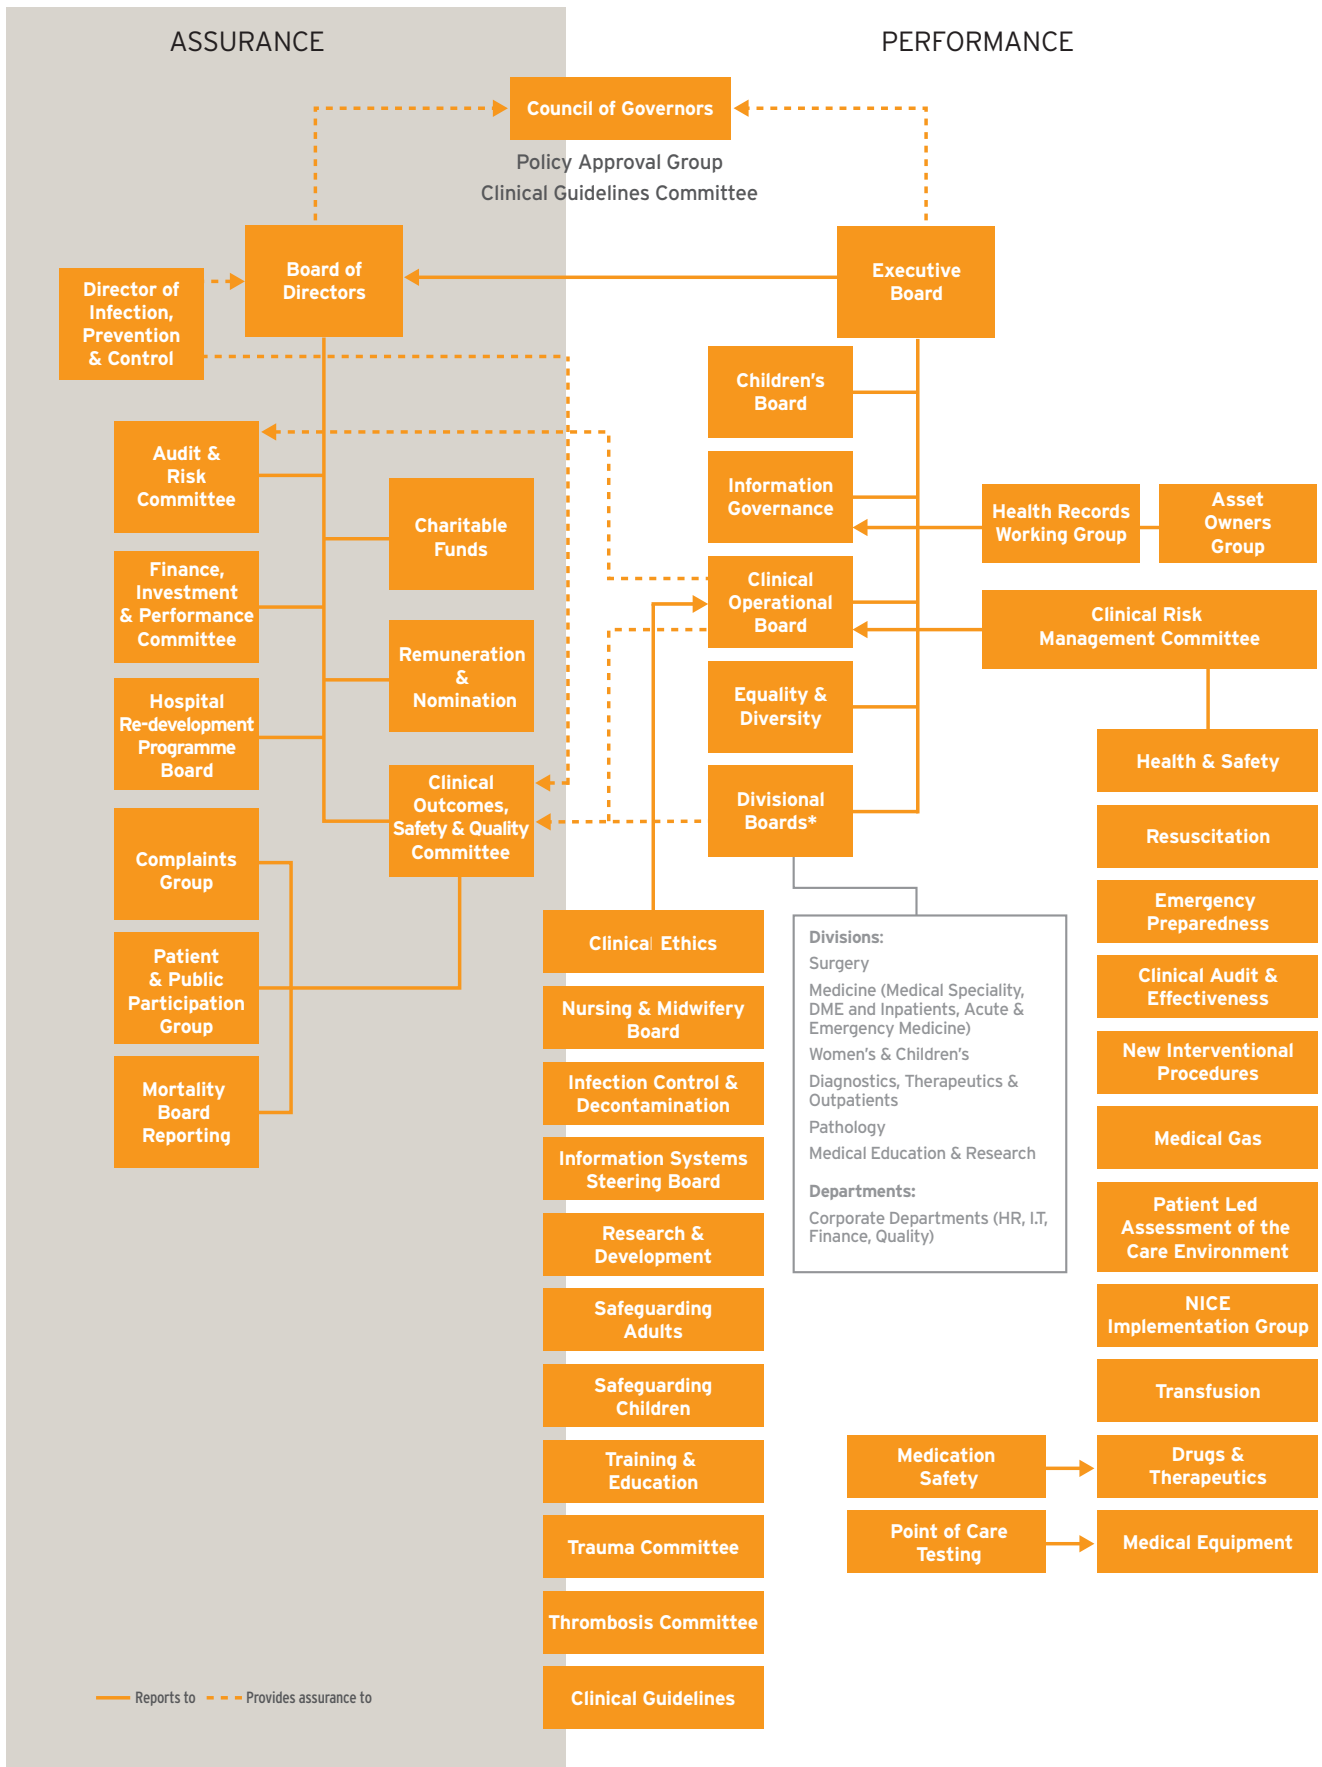 ASSURANCE
PERFORMANCE
Council of Governors
Policy Approval Group
Clinical Guidelines Committee
Board of
Directors
Executive
Board
Director of
Infection,
Prevention
& Control
Children's
Board
Audit &
Risk
Committee
Charitable
Funds
Information
Governance
Health Records
Working Group
Asset
Owners
Group
Finance,
Investment
& Performance
Committee
Clinical
Operational
Board
Clinical Risk
Management Committee
Remuneration
&
Nomination
Equality &
Diversity
Hospital
Re-development
Programme
Board
Health & Safety
Clinical
Outcomes,
Safety & Quality
Committee
Divisional
Boards*
Complaints
Group
Patient
& Public
Participation
Group
Mortality
Board
Reporting
Clinical Ethics
Nursing & Midwifery
Board
Infection Control &
Decontamination
Information Systems
Steering Board
Research &
Development
Safeguarding
Adults
Safeguarding
Children
Training &
Education
Trauma Committee
Thrombosis Committee
Clinical Guidelines
Divisions:
Surgery
Medicine (Medical Speciality,
DME and Inpatients, Acute &
Emergency Medicine)
Women's & Children's
Diagnostics, Therapeutics &
Outpatients
Pathology
Medical Education & Research
Departments:
Corporate Departments (HR, I.T,
Finance, Quality)
Resuscitation
Emergency
Preparedness
Clinical Audit &
Effectiveness
New Interventional
Procedures
Medical Gas
Patient Led
Assessment of the
Care Environment
NICE
Implementation Group
Transfusion
Medication
Safety
Drugs &
Therapeutics
Point of Care
Testing
Medical Equipment
Reports to
Provides assurance to